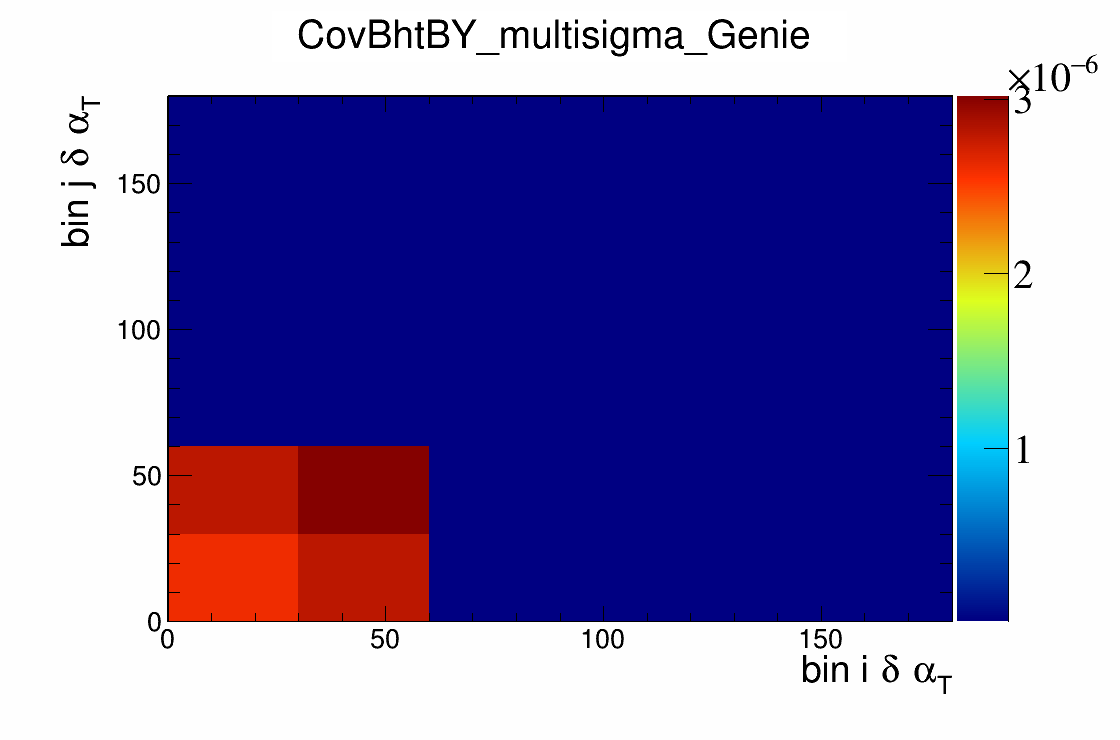 CovBhtBY_multisigma_Genie
×10⁻⁶
bin j δ α_T
150
100
50
0
0 50 100 150
bin i δ α_T
3
2
1